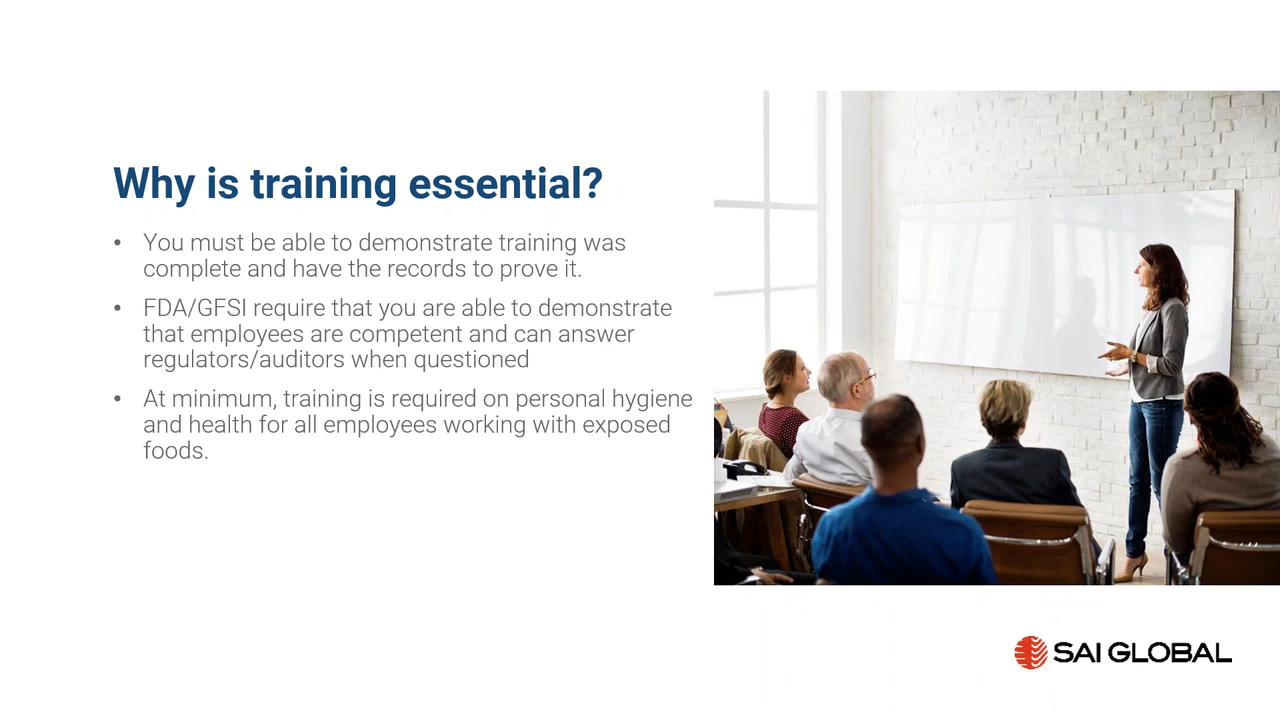 Why is training essential?
• You must be able to demonstrate training was
complete and have the records to prove it.
• FDA/GFSI require that you are able to demonstrate
that employees are competent and can answer
regulators/auditors when questioned
• At minimum, training is required on personal hygiene
and health for all employees working with exposed
foods.
SAI GLOBAL